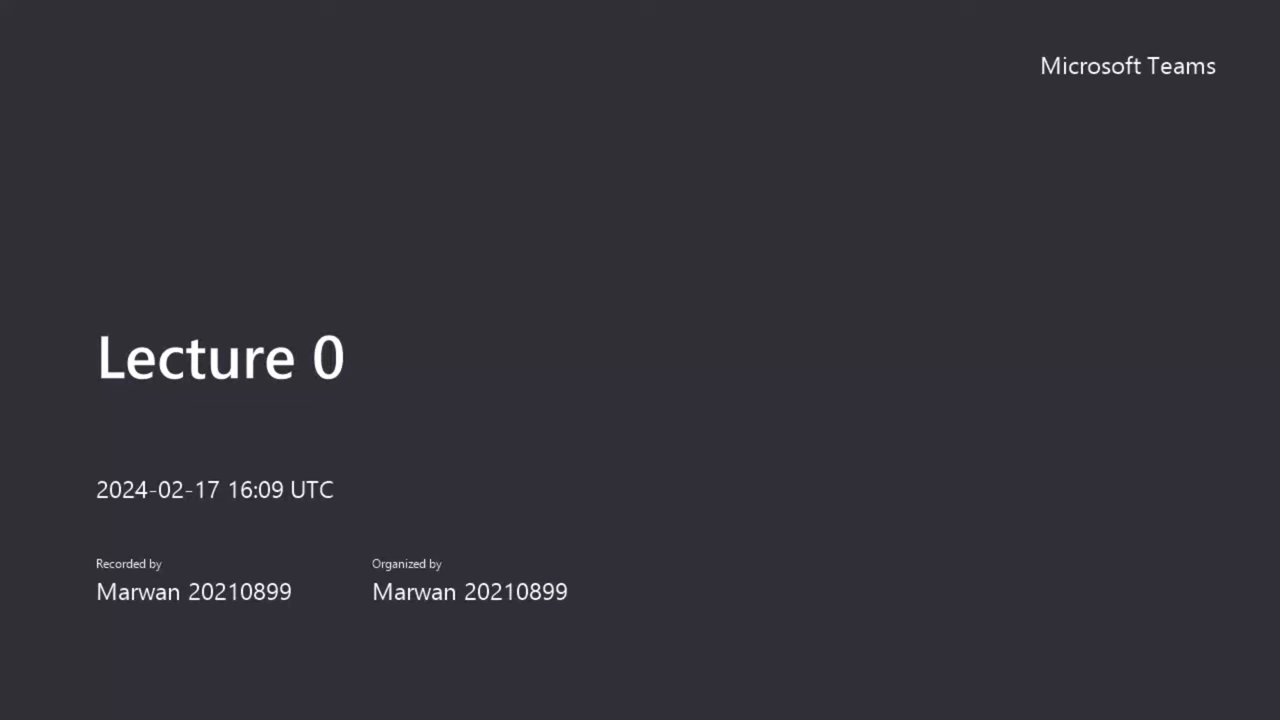 Microsoft Teams
Lecture 0
2024-02-17 16:09 UTC
Recorded by
Marwan 20210899
Organized by
Marwan 20210899